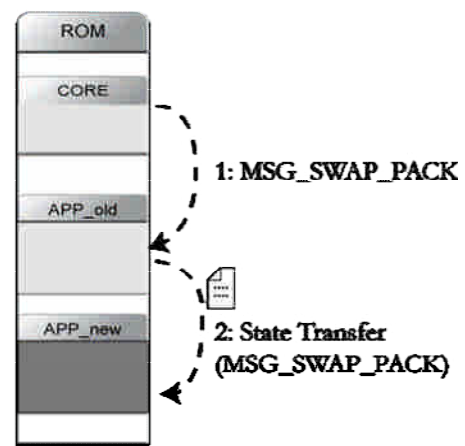 ROM
CORE
1: MSG_SWAP_PACK
APP_old
APP_new
2: State Transfer
(MSG_SWAP_PACK)